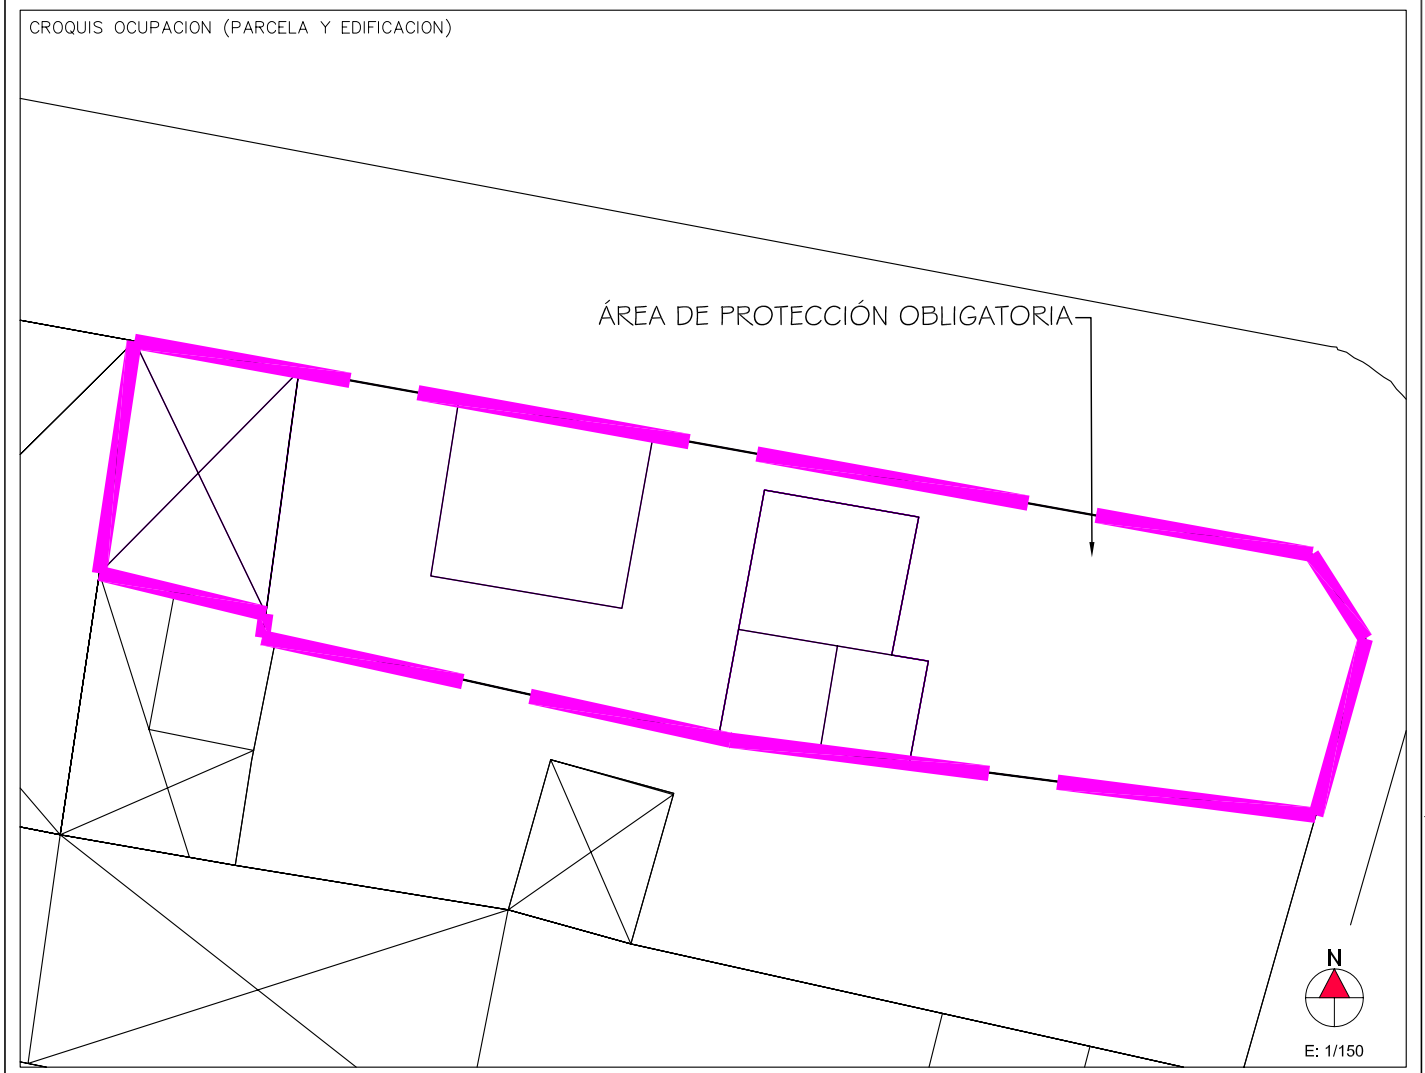 CROQUIS OCUPACION (PARCELA Y EDIFICACION)
ÁREA DE PROTECCIÓN OBLIGATORIA
N
E: 1/150